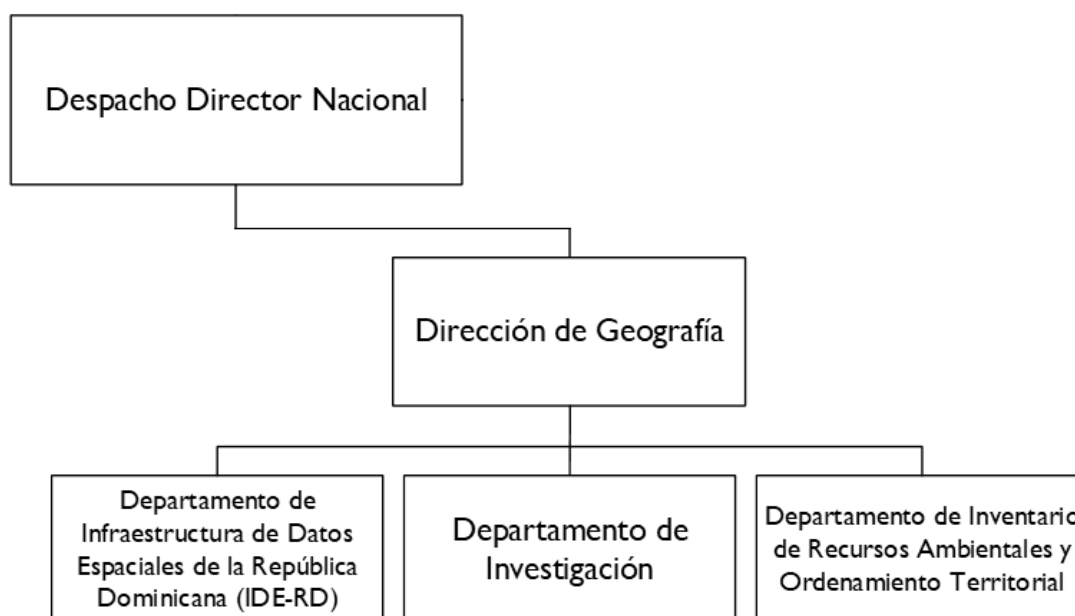 Despacho Director Nacional
Dirección de Geografía
Departamento de
Infraestructura de Datos
Espaciales de la República
Dominicana (IDE-RD)
Departamento de
Investigación
Departamento de Inventario
de Recursos Ambientales y
Ordenamiento Territorial